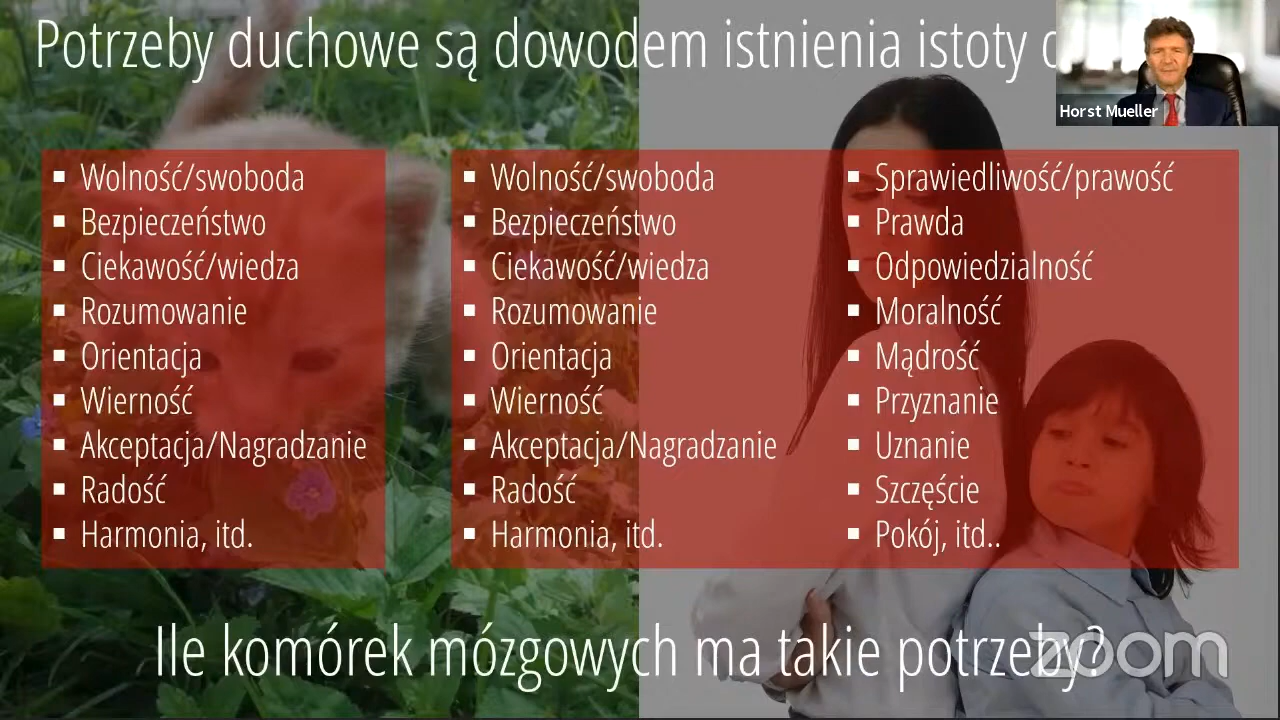 Potrzeby duchowe są dowodem istnienia istoty
Horst Mueller
Wolność/swoboda
Bezpieczeństwo
Ciekawość/wiedza
Rozumowanie
Orientacja
Wierność
Akceptacja/Nagradzanie
Radość
Harmonia, itd.
Wolność/swoboda
Bezpieczeństwo
Ciekawość/wiedza
Rozumowanie
Orientacja
Wierność
Akceptacja/Nagradzanie
Radość
Harmonia, itd.
Sprawiedliwość/prawość
Prawda
Odpowiedzialność
Moralność
Mądrość
Przyznanie
Uznanie
Szczęście
Pokój, itd..
Ile komórek mózgowych ma takie potrzeby?
zoom